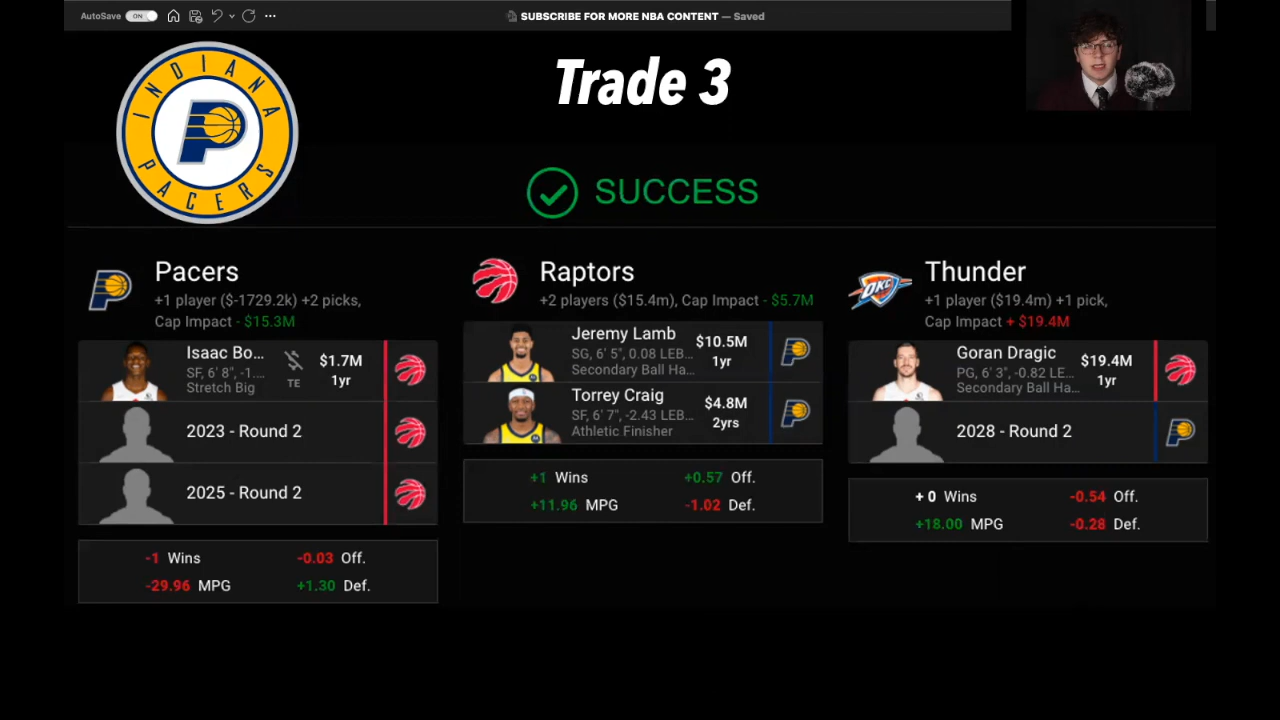 AutoSave ON SUBSCRIBE FOR MORE NBA CONTENT — Saved
INDIANA
PACERS
Trade 3
SUCCESS
Pacers
+1 player ($-1729.2k) +2 picks,
Cap Impact - $15.3M
Isaac Bo... $1.7M
SF, 6' 8", -1.... TE 1yr
Stretch Big
2023 - Round 2
2025 - Round 2
-1 Wins -0.03 Off.
-29.96 MPG +1.30 Def.
Raptors
+2 players ($15.4m), Cap Impact - $5.7M
Jeremy Lamb $10.5M
SG, 6' 5", 0.08 LEB... 1yr
Secondary Ball Ha...
Torrey Craig $4.8M
SF, 6' 7", -2.43 LEB... 2yrs
Athletic Finisher
+1 Wins +0.57 Off.
+11.96 MPG -1.02 Def.
Thunder
+1 player ($19.4m) +1 pick,
Cap Impact + $19.4M
OKC
Goran Dragic $19.4M
PG, 6' 3", -0.82 LE... 1yr
Secondary Ball Ha...
2028 - Round 2
+ 0 Wins -0.54 Off.
+18.00 MPG -0.28 Def.